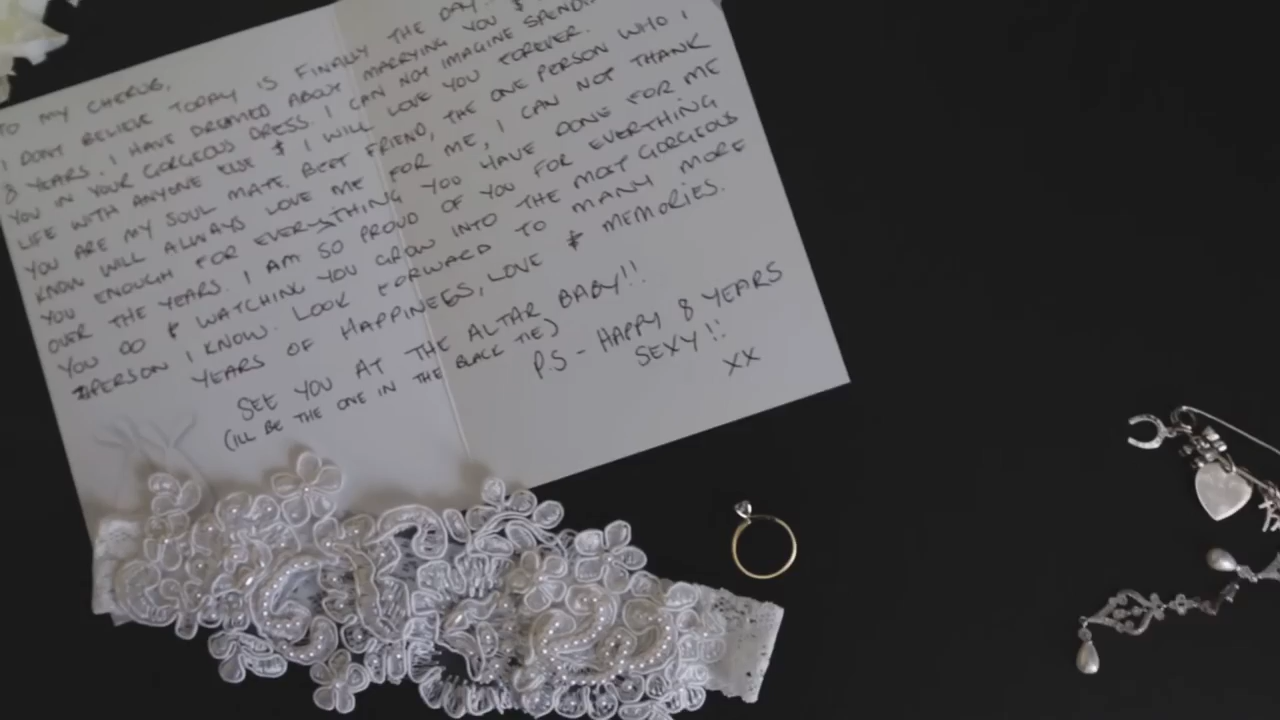 TO MY CHERUB,
I DONT BELIEVE TODAY IS FINALLY THE DAY..
8 YEARS. I HAVE DREAMED ABOUT MARRYING YOU &
YOU IN YOUR GORGEOUS DRESS. I CAN NOT IMAGINE SPENDING
LIFE WITH ANYONE ELSE & I WILL LOVE YOU FOREVER.
YOU ARE MY SOUL MATE. BEST FRIEND, THE ONE PERSON WHO I
KNOW WILL ALWAYS LOVE ME FOR ME, I CAN NOT THANK
YOU ENOUGH FOR EVERYTHING YOU HAVE DONE FOR ME
OVER THE YEARS. I AM SO PROUD OF YOU FOR EVERYTHING
YOU DO & WATCHING YOU GROW INTO THE MOST GORGEOUS
PERSON I KNOW. LOOK FORWARD TO MANY MORE
YEARS OF HAPPINESS, LOVE & MEMORIES.
SEE YOU AT THE ALTAR BABY!!
(ILL BE THE ONE IN THE BLACK TIE)
P.S - HAPPY 8 YEARS
SEXY!!
XX